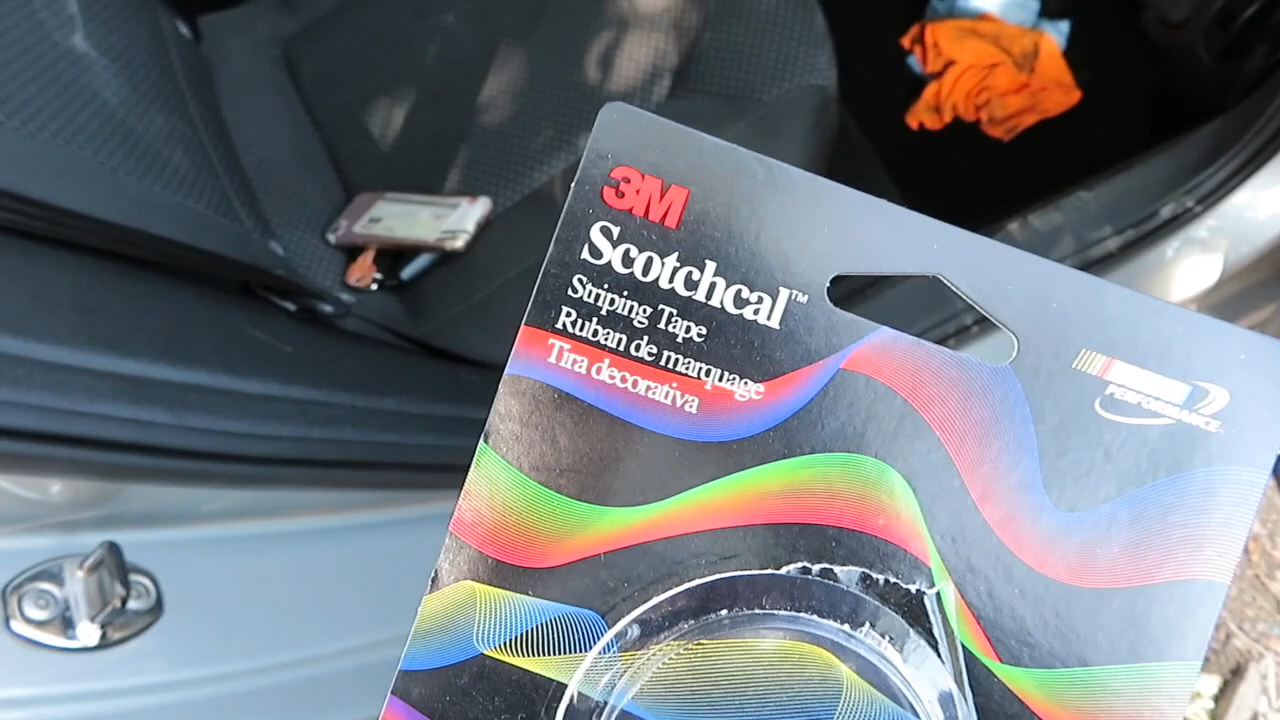 3M
Scotchcal™
Striping Tape
Ruban de marquage
Tira decorativa
PERFORMANCE